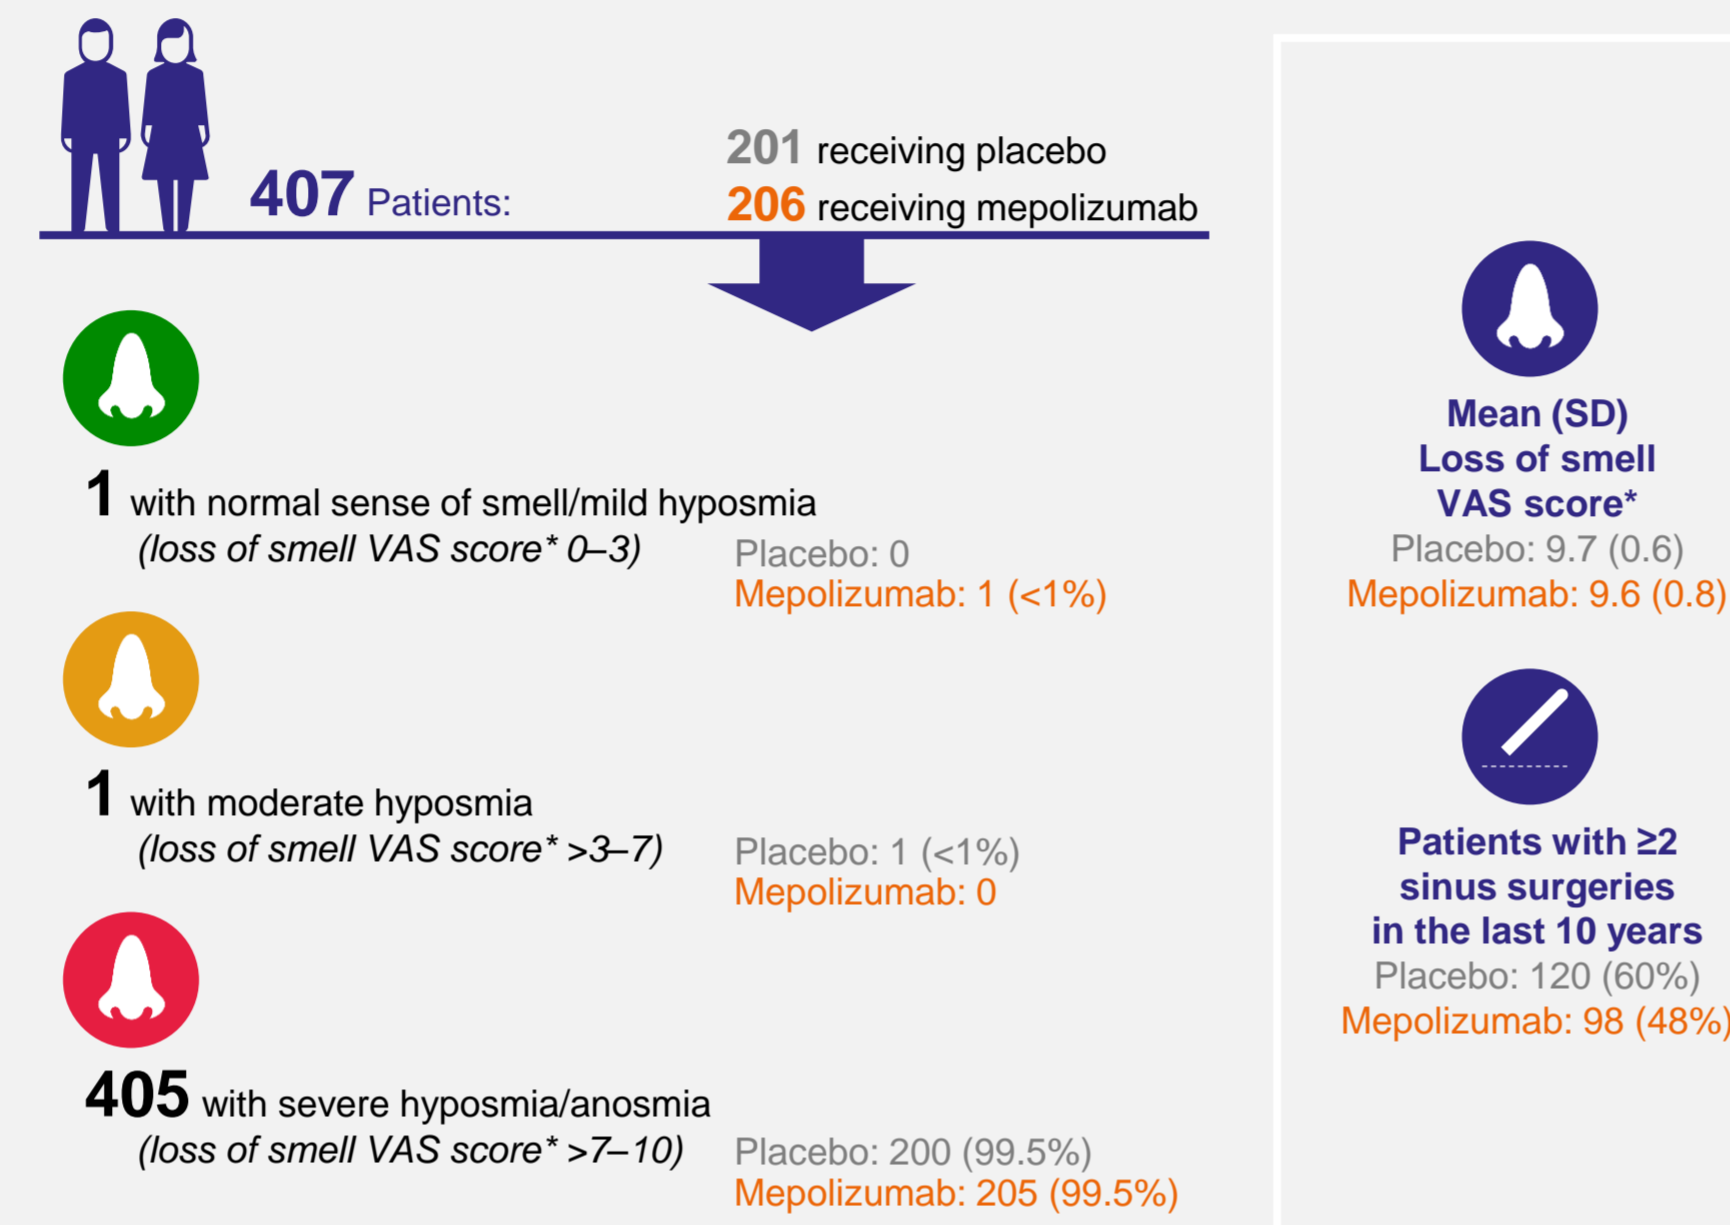 407 Patients:
201 receiving placebo
206 receiving mepolizumab
1 with normal sense of smell/mild hyposmia
(loss of smell VAS score* 0–3)
Placebo: 0
Mepolizumab: 1 (<1%)
1 with moderate hyposmia
(loss of smell VAS score* >3–7)
Placebo: 1 (<1%)
Mepolizumab: 0
405 with severe hyposmia/anosmia
(loss of smell VAS score* >7–10)
Placebo: 200 (99.5%)
Mepolizumab: 205 (99.5%)
Mean (SD)
Loss of smell
VAS score*
Placebo: 9.7 (0.6)
Mepolizumab: 9.6 (0.8)
Patients with ≥2
sinus surgeries
in the last 10 years
Placebo: 120 (60%)
Mepolizumab: 98 (48%)